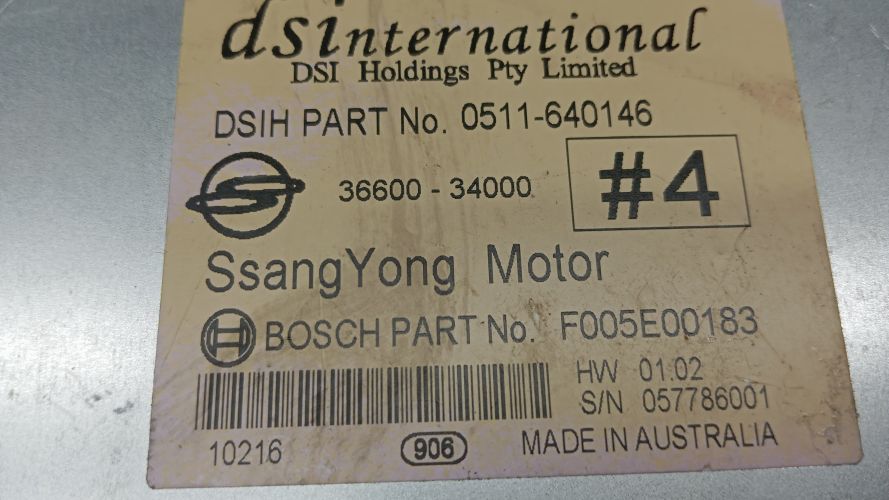 dsinternational
DSI Holdings Pty Limited
DSIH PART No. 0511-640146
36600 - 34000
#4
SsangYong Motor
BOSCH PART No. F005E00183
HW 01.02
S/N 057786001
10216
906
MADE IN AUSTRALIA